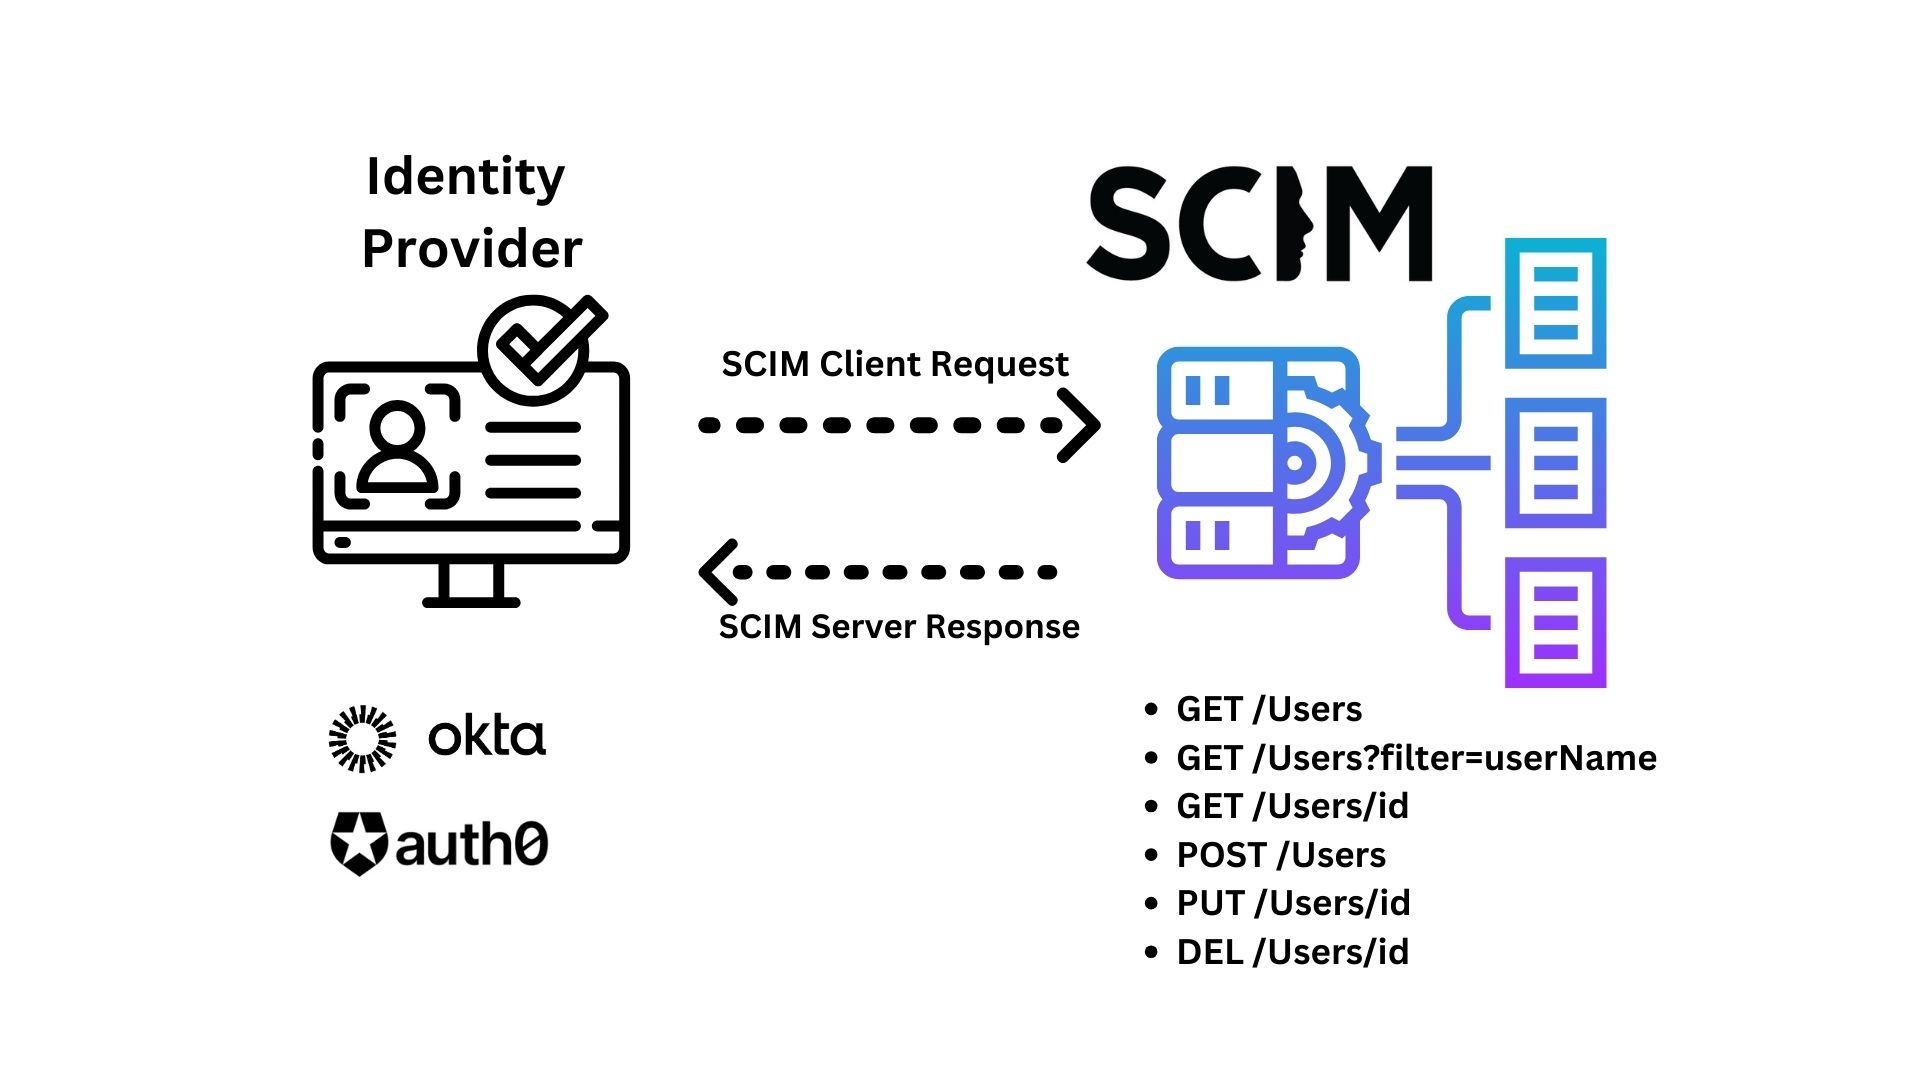 Identity
Provider
SCIM
SCIM Client Request
SCIM Server Response
okta
auth0
• GET /Users
• GET /Users?filter=userName
• GET /Users/id
• POST /Users
• PUT /Users/id
• DEL /Users/id